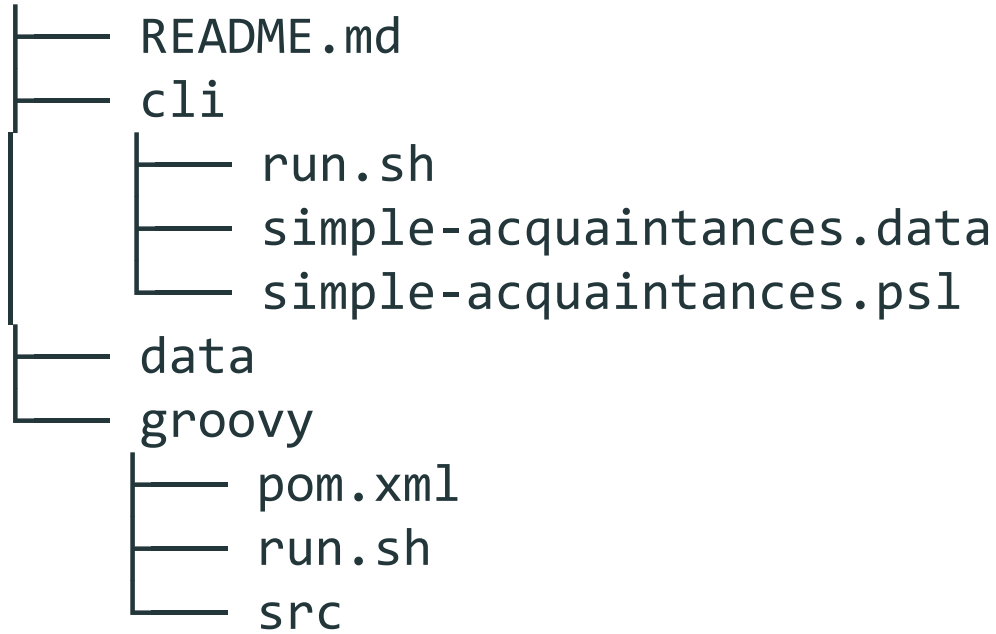 README.md
cli
run.sh
simple-acquaintances.data
simple-acquaintances.psl
data
groovy
pom.xml
run.sh
src